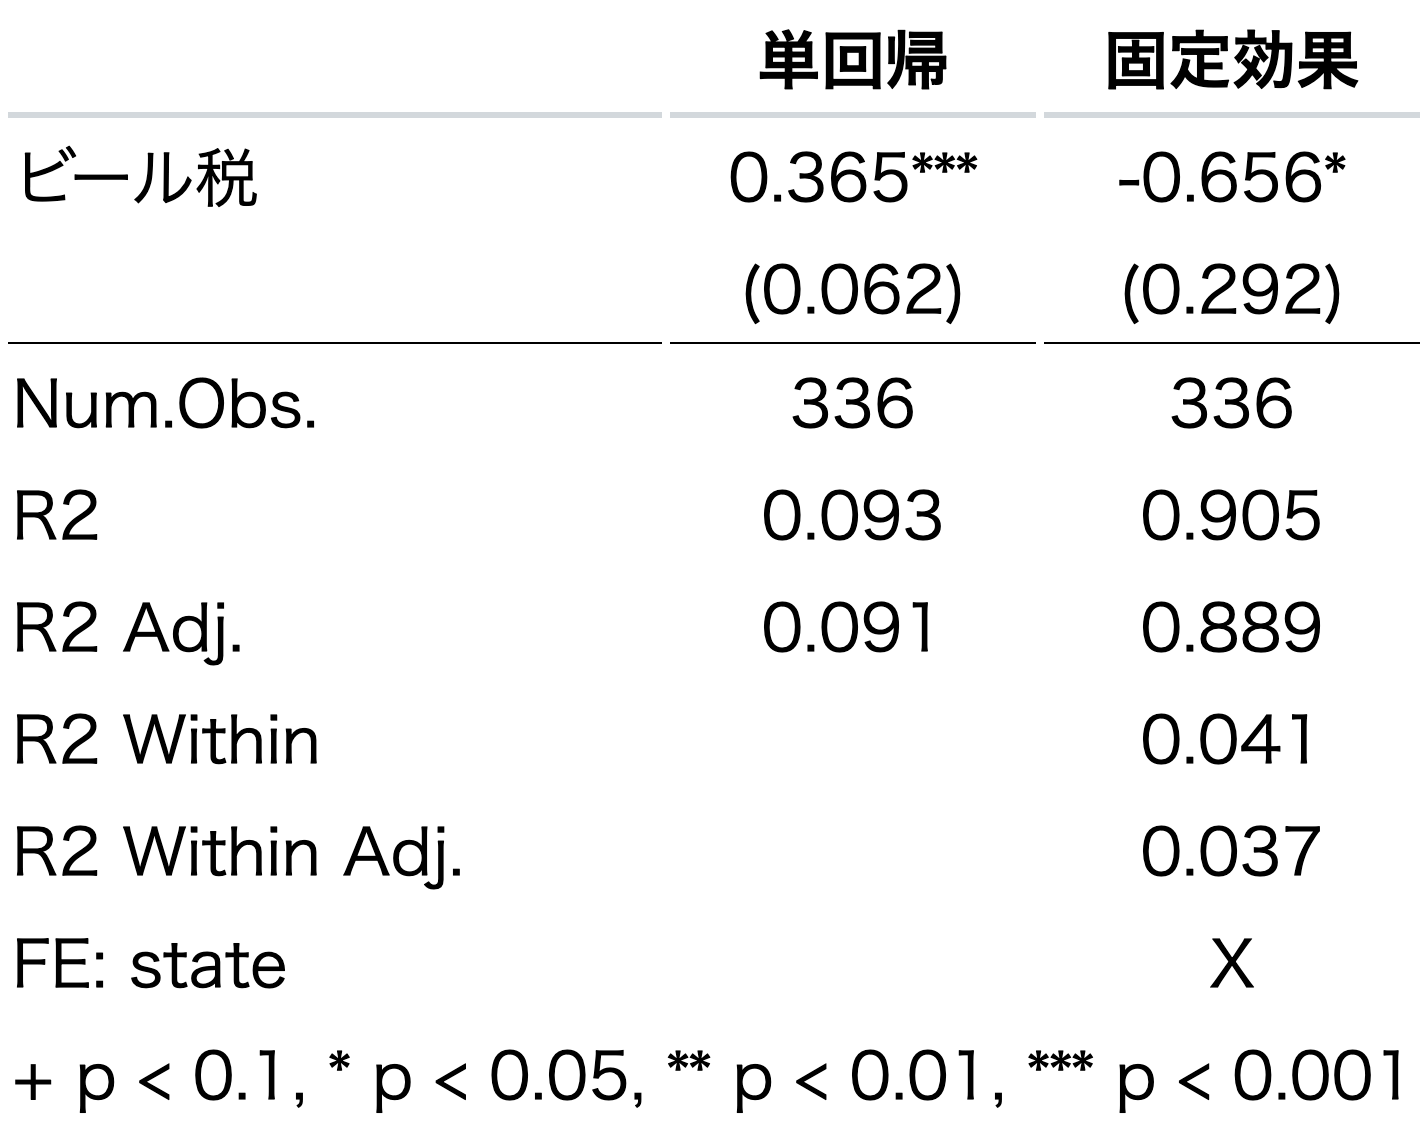 単回帰 固定効果
ビール税 0.365*** -0.656*
(0.062) (0.292)
Num.Obs. 336 336
R2 0.093 0.905
R2 Adj. 0.091 0.889
R2 Within 0.041
R2 Within Adj. 0.037
FE: state X
+ p < 0.1, * p < 0.05, ** p < 0.01, *** p < 0.001